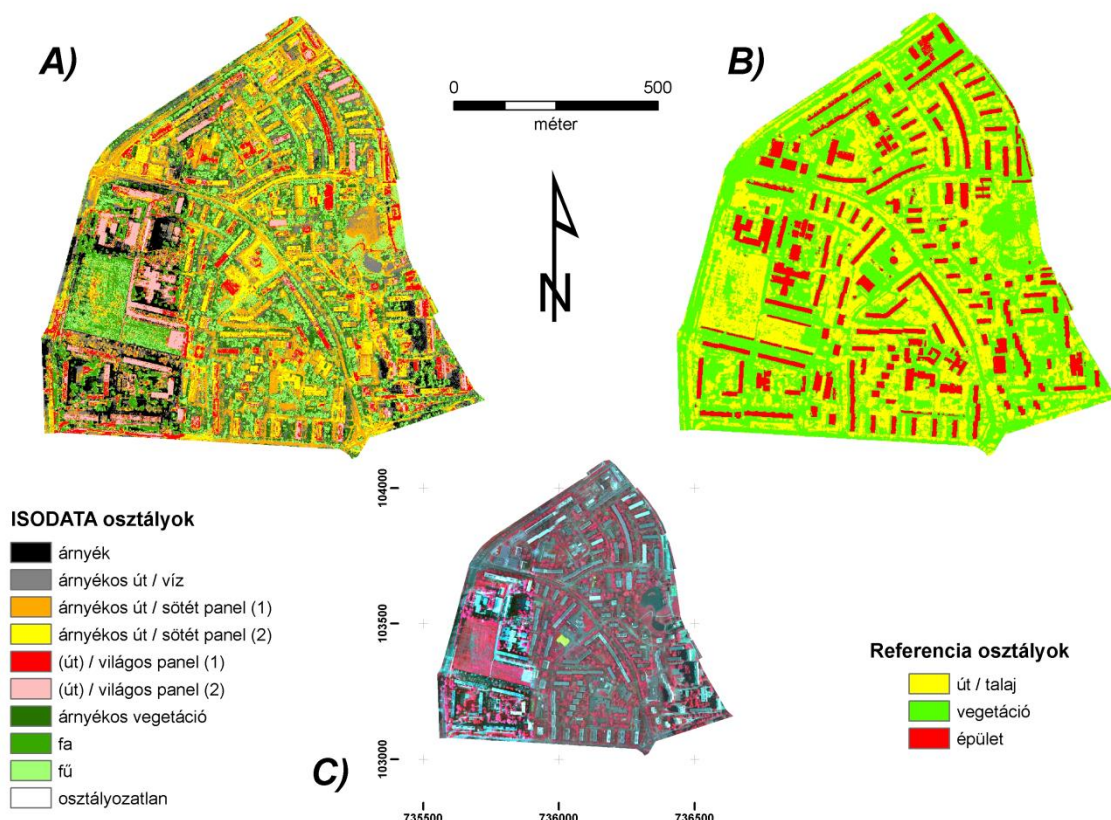 A)
0 500
méter
B)
N
ISODATA osztályok
árnyék
árnyékos út / víz
árnyékos út / sötét panel (1)
árnyékos út / sötét panel (2)
(út) / világos panel (1)
(út) / világos panel (2)
árnyékos vegetáció
fa
fű
osztályozatlan
C)
104000
103500
103000
735500 736000 736500
Referencia osztályok
út / talaj
vegetáció
épület